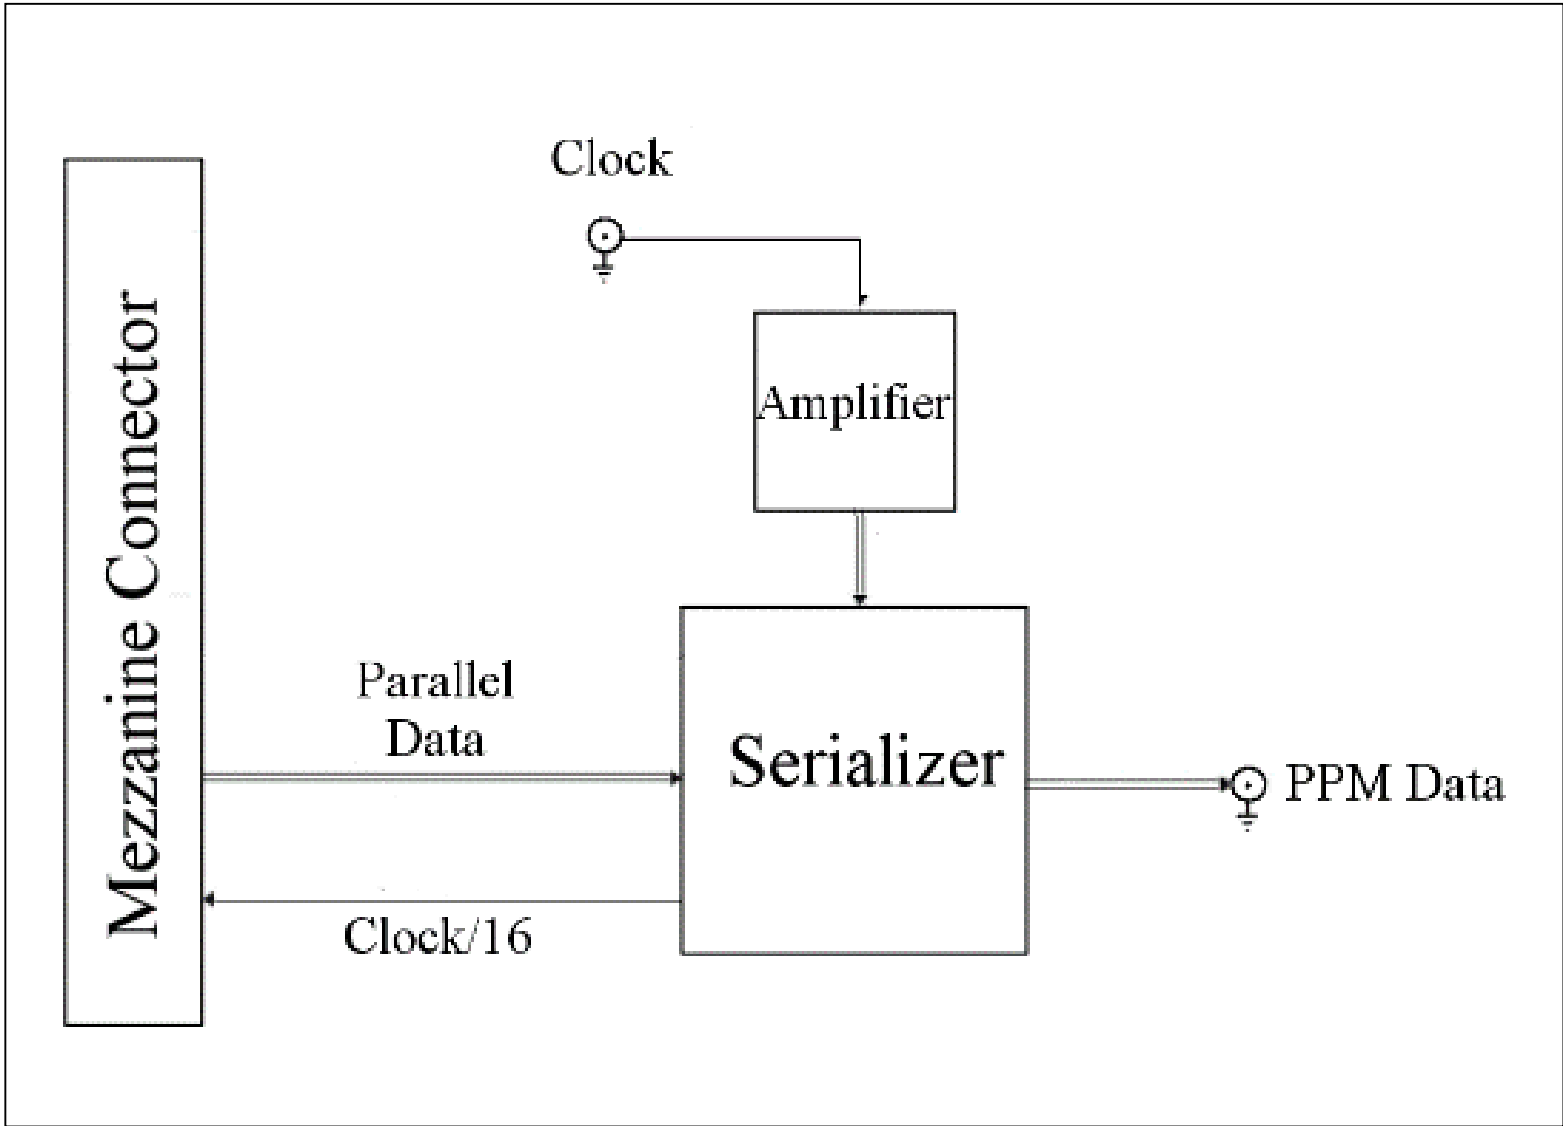 Clock
Amplifier
Mezzanine Connector
Parallel
Data
Serializer
PPM Data
Clock/16